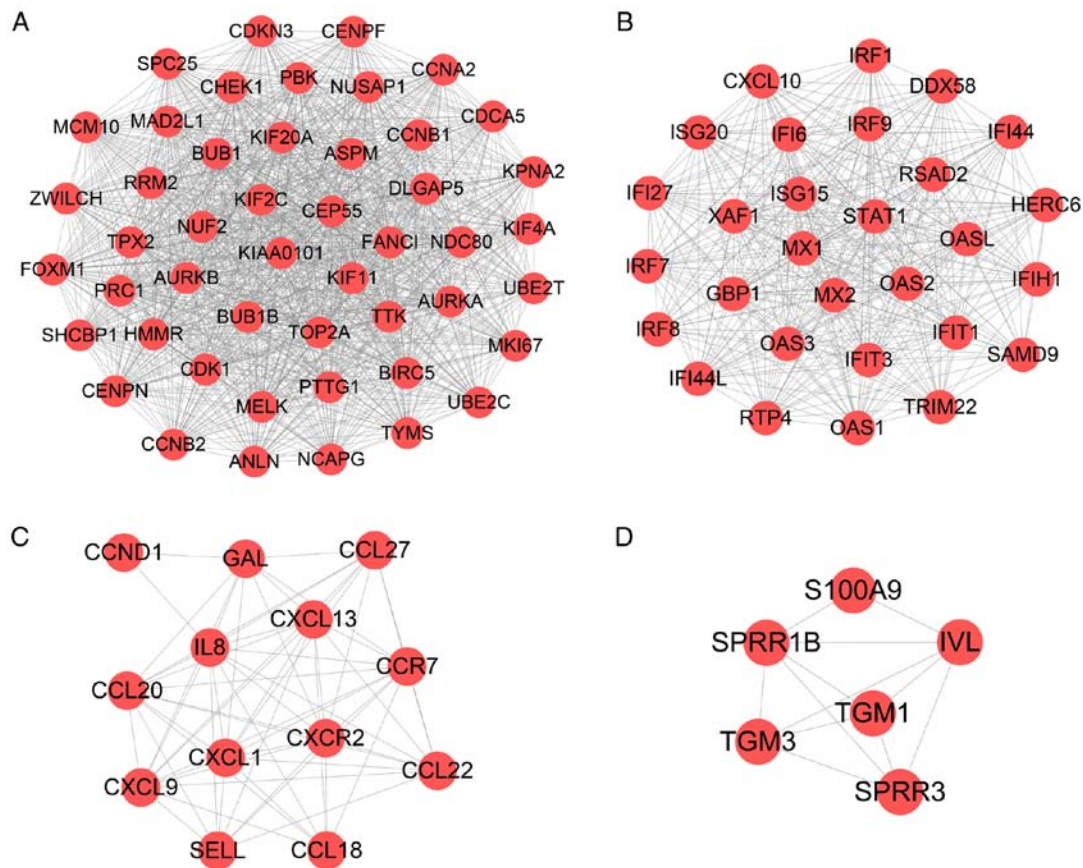 A
CDKN3
CENPF
SPC25
CHEK1
PBK
NUSAP1
CCNA2
MCM10
MAD2L1
BUB1
KIF20A
ASPM
CCNB1
CDCA5
ZWILCH
RRM2
NUF2
KIF2C
CEP55
DLGAP5
KPNA2
FOXM1
TPX2
AURKB
KIAA0101
FANCI
NDC80
KIF4A
PRC1
BUB1B
KIF11
AURKA
UBE2T
SHCBP1
HMMR
TOP2A
TTK
MKI67
CENPN
CDK1
PTTG1
BIRC5
UBE2C
MELK
TYMS
CCNB2
ANLN
NCAPG
B
IRF1
CXCL10
DDX58
ISG20
IFI6
IRF9
IFI44
IFI27
XAF1
ISG15
STAT1
RSAD2
HERC6
IRF7
MX1
OASL
GBP1
MX2
OAS2
IFIH1
IRF8
OAS3
IFIT3
IFIT1
SAMD9
IFI44L
RTP4
OAS1
TRIM22
C
CCND1
GAL
CCL27
IL8
CXCL13
CCL20
CCR7
CXCL1
CXCR2
CXCL9
CCL22
SELL
CCL18
D
S100A9
SPRR1B
IVL
TGM1
TGM3
SPRR3